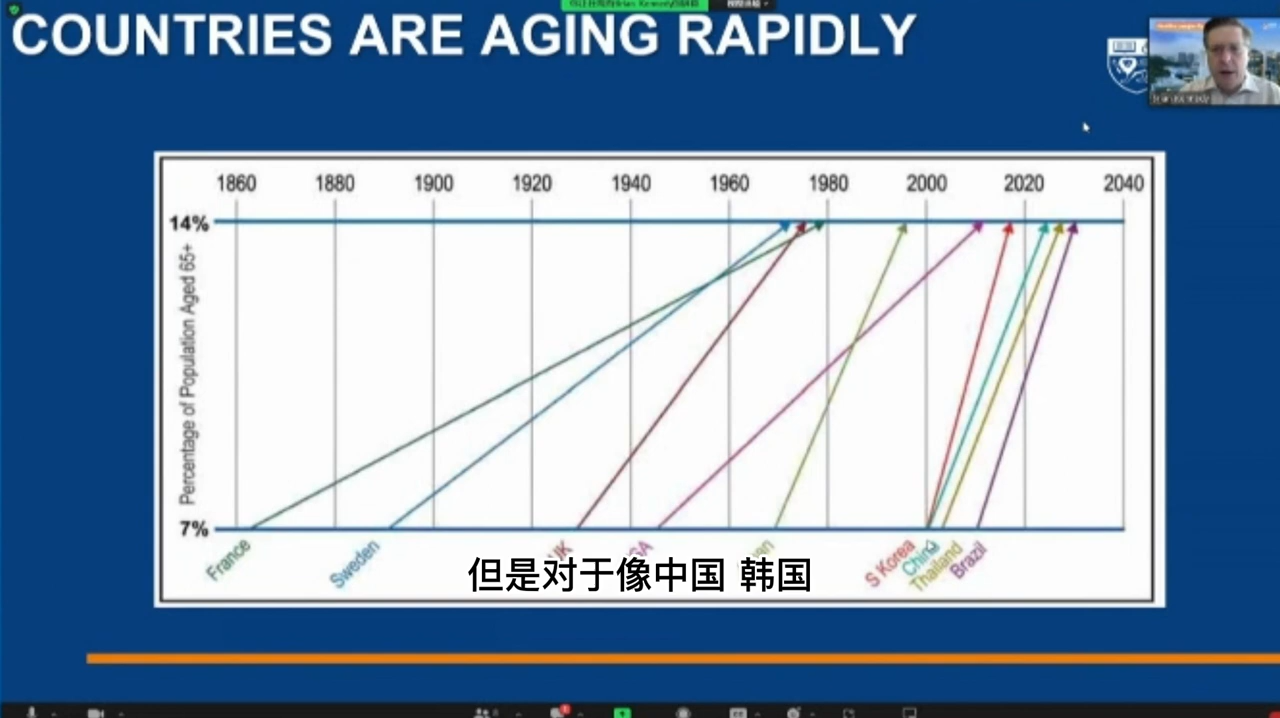 COUNTRIES ARE AGING RAPIDLY
1860 1880 1900 1920 1940 1960 1980 2000 2020 2040
14%
Percentage of Population Aged 65+
7%
France Sweden UK S Korea China Thailand Brazil
但是对于像中国 韩国